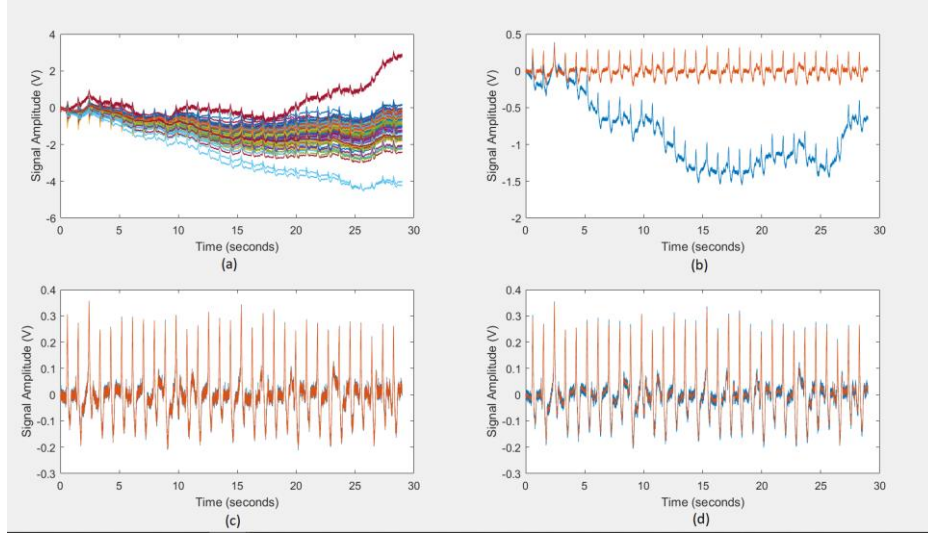 4
2
0
-2
-4
-6
Signal Amplitude (V)
0 5 10 15 20 25 30
Time (seconds)
(a)
0.5
0
-0.5
-1
-1.5
-2
Signal Amplitude (V)
0 5 10 15 20 25 30
Time (seconds)
(b)
0.4
0.3
0.2
0.1
0
-0.1
-0.2
-0.3
Signal Amplitude (V)
0 5 10 15 20 25 30
Time (seconds)
(c)
0.4
0.3
0.2
0.1
0
-0.1
-0.2
-0.3
Signal Amplitude (V)
0 5 10 15 20 25 30
Time (seconds)
(d)